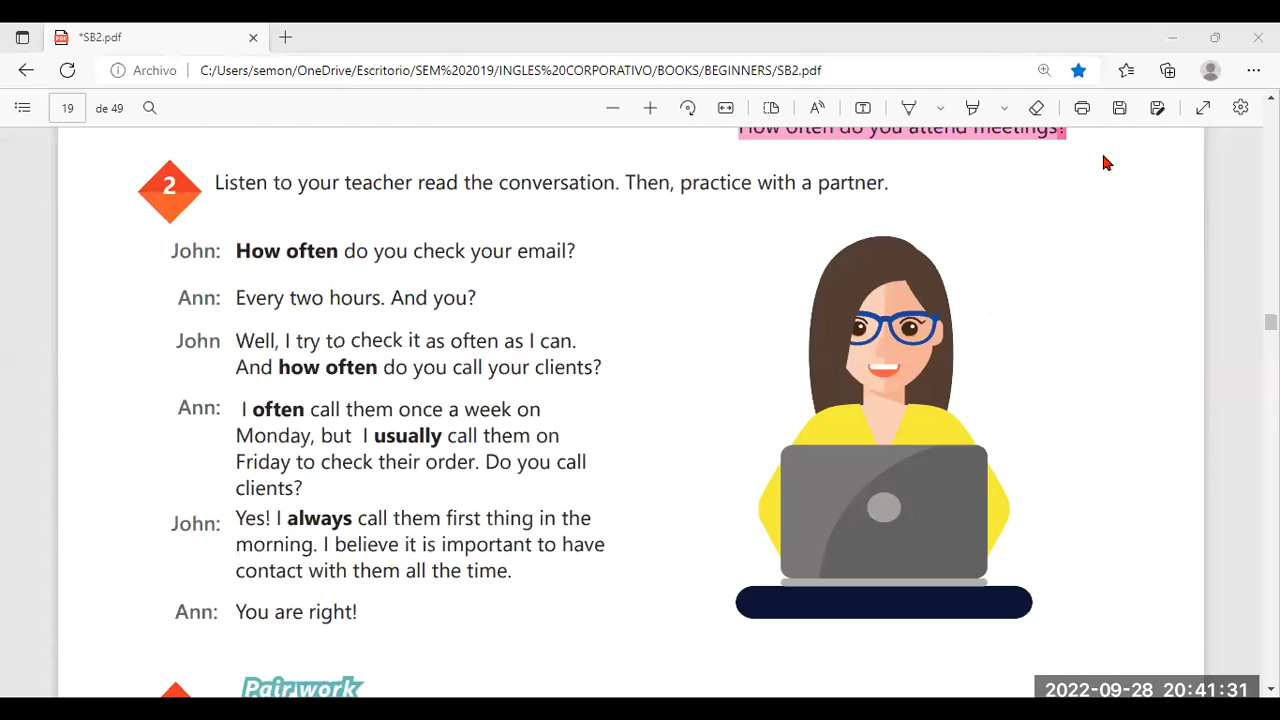 *SB2.pdf
Archivo C:/Users/semon/OneDrive/Escritorio/SEM%202019/INGLES%20CORPORATIVO/BOOKS/BEGINNERS/SB2.pdf
19 de 49
How often do you attend meetings?
2 Listen to your teacher read the conversation. Then, practice with a partner.
John: How often do you check your email?
Ann: Every two hours. And you?
John Well, I try to check it as often as I can.
And how often do you call your clients?
Ann: I often call them once a week on
Monday, but I usually call them on
Friday to check their order. Do you call
clients?
John: Yes! I always call them first thing in the
morning. I believe it is important to have
contact with them all the time.
Ann: You are right!
Pair work
2022-09-28 20:41:31